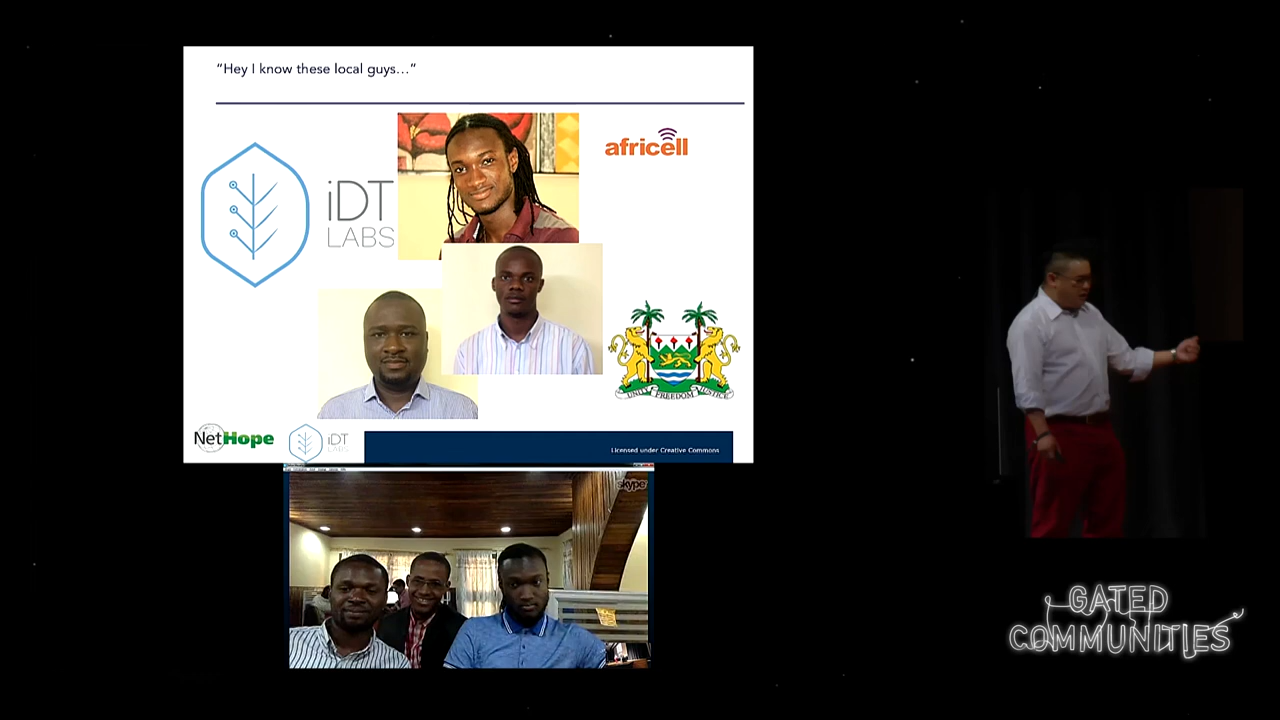 “Hey I know these local guys…”
africell
iDT
LABS
UNITY FREEDOM JUSTICE
NetHope
iDT
LABS
Licensed under Creative Commons
skype
GATED
COMMUNITIES